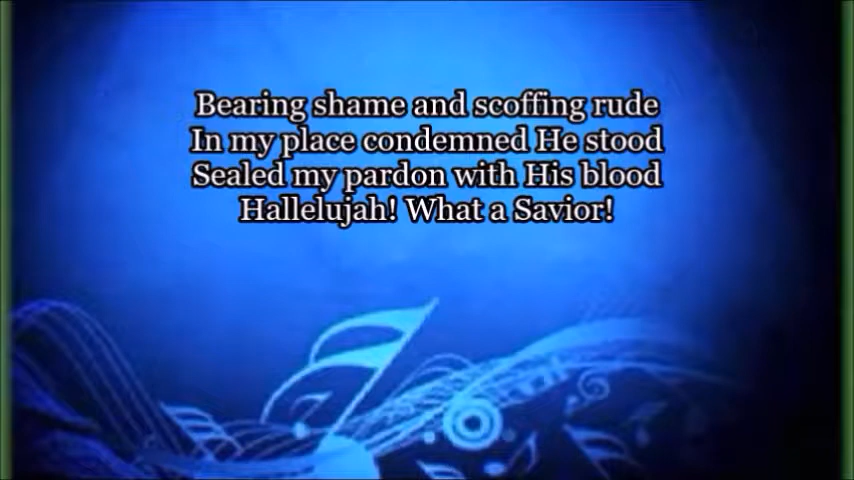 Bearing shame and scoffing rude
In my place condemned He stood
Sealed my pardon with His blood
Hallelujah! What a Savior!